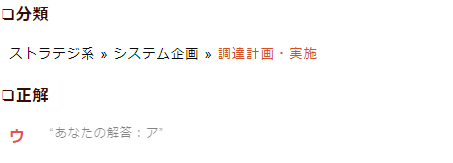 ❏分類
ストラテジ系 » システム企画 » 調達計画・実施
❏正解
ウ “あなたの解答：ア”